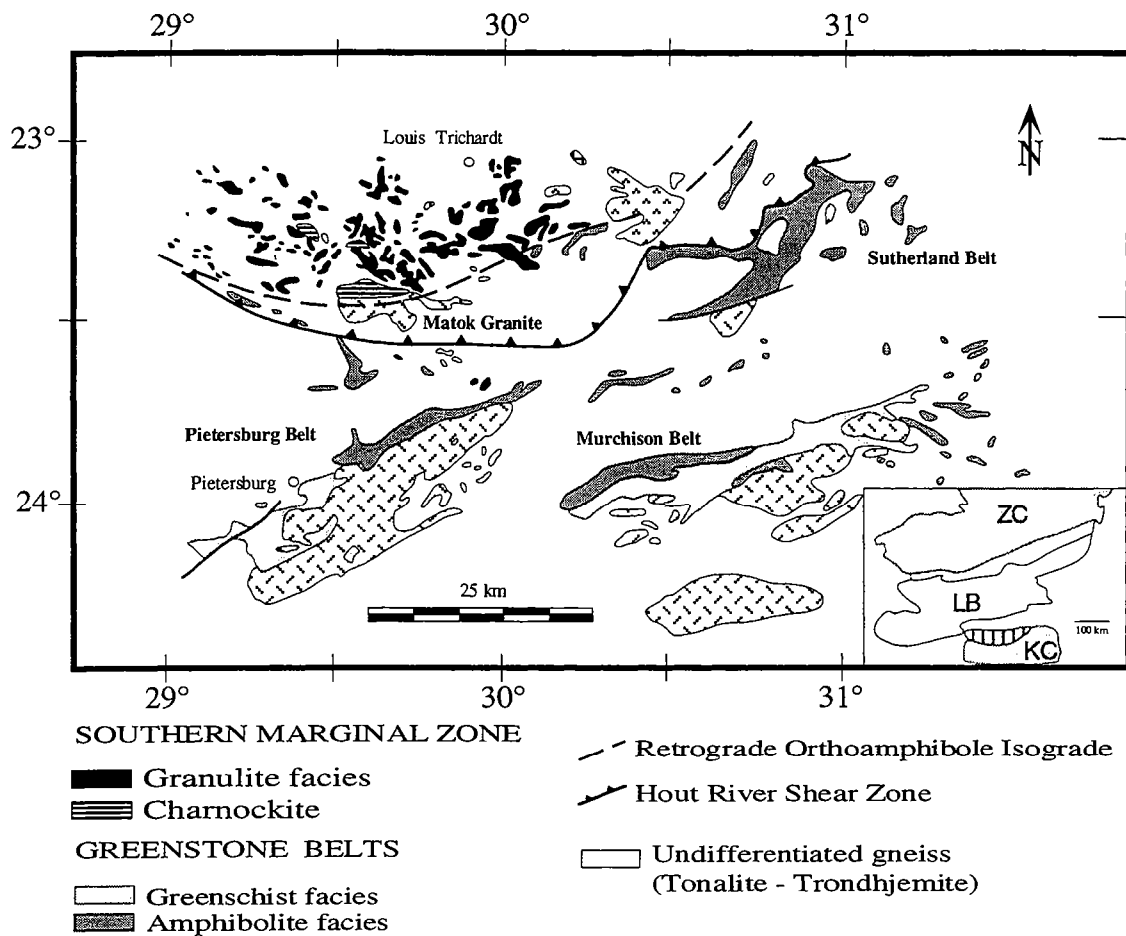 29° 30° 31°
23°
Louis Trichardt
N
Sutherland Belt
Matok Granite
Pietersburg Belt
Murchison Belt
Pietersburg
24°
ZC
25 km
LB
100 km
KC
29° 30° 31°
SOUTHERN MARGINAL ZONE
Granulite facies
Charnockite
GREENSTONE BELTS
Greenschist facies
Amphibolite facies
Retrograde Orthoamphibole Isograde
Hout River Shear Zone
Undifferentiated gneiss
(Tonalite - Trondhjemite)